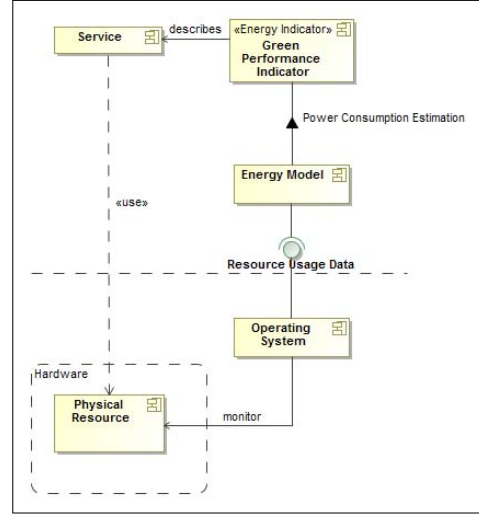 Service
describes
«Energy Indicator»
Green
Performance
Indicator
Power Consumption Estimation
Energy Model
«use»
Resource Usage Data
Operating
System
Hardware
Physical
Resource
monitor